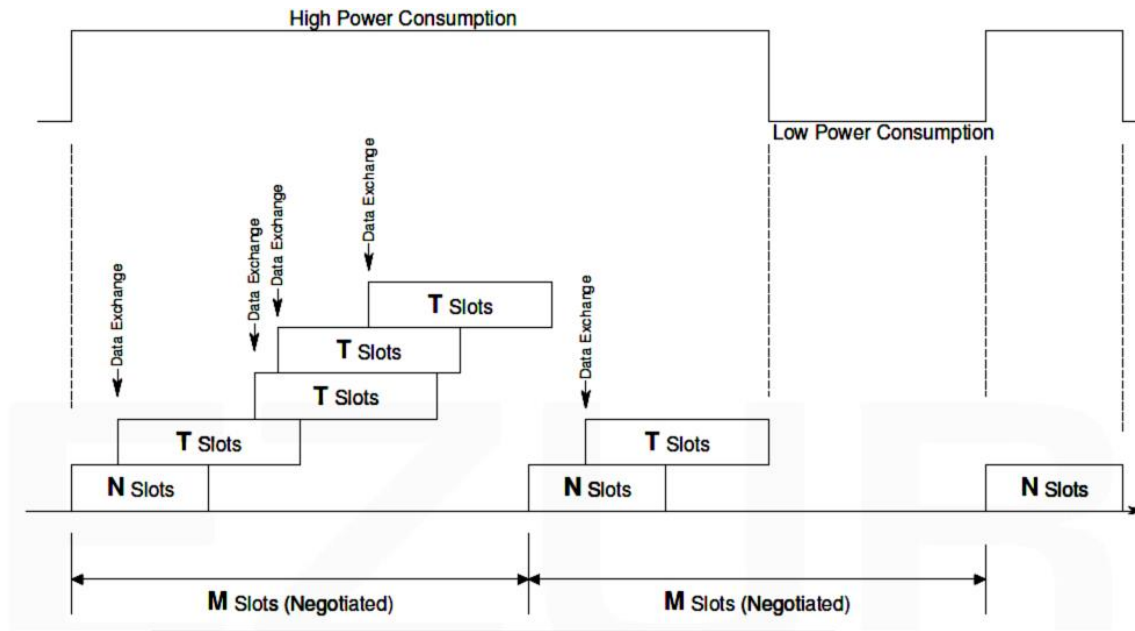 High Power Consumption
Low Power Consumption
Data Exchange
Data Exchange
Data Exchange
Data Exchange
Data Exchange
T Slots
T Slots
T Slots
T Slots
T Slots
N Slots
N Slots
N Slots
M Slots (Negotiated)
M Slots (Negotiated)
EZUR